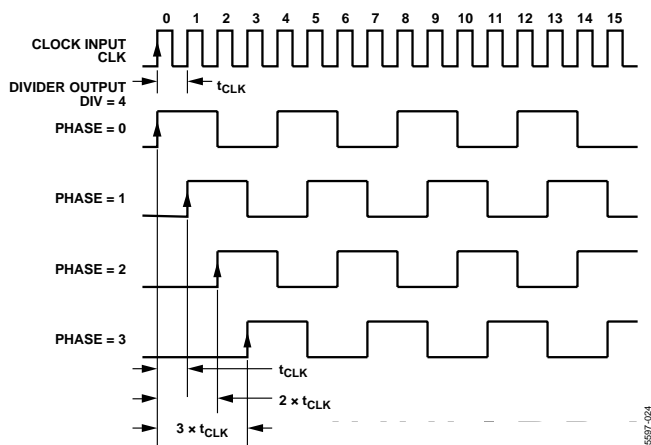 0 1 2 3 4 5 6 7 8 9 10 11 12 13 14 15
CLOCK INPUT
CLK
tCLK
DIVIDER OUTPUT
DIV = 4
PHASE = 0
PHASE = 1
PHASE = 2
PHASE = 3
tCLK
2 × tCLK
3 × tCLK
5597-024